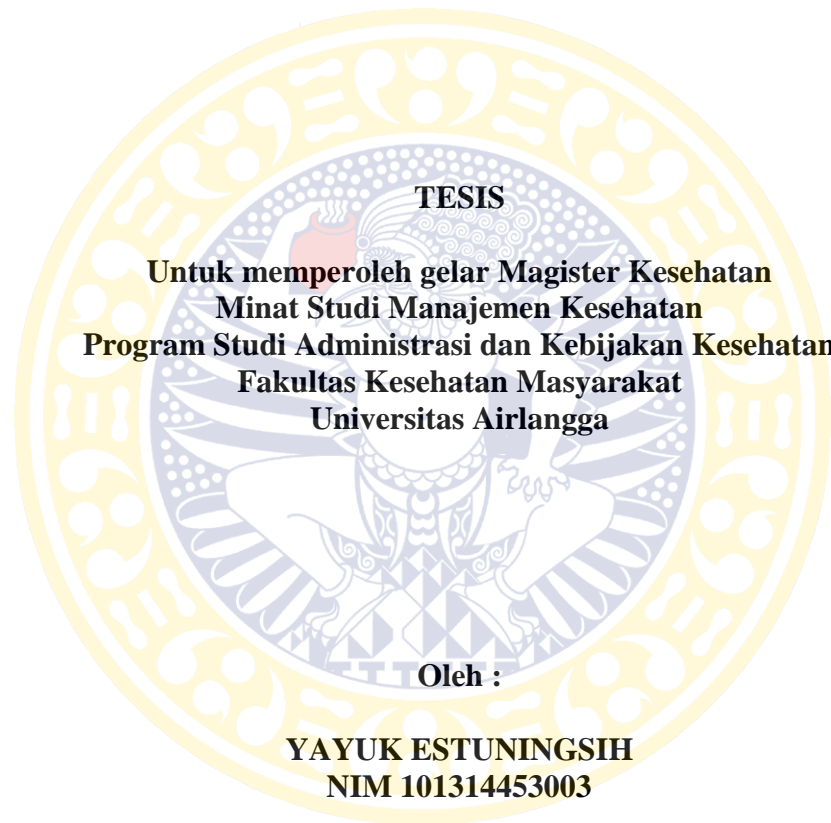 TESIS
Untuk memperoleh gelar Magister Kesehatan
Minat Studi Manajemen Kesehatan
Program Studi Administrasi dan Kebijakan Kesehatan
Fakultas Kesehatan Masyarakat
Universitas Airlangga
Oleh :
YAYUK ESTUNINGSIH
NIM 101314453003